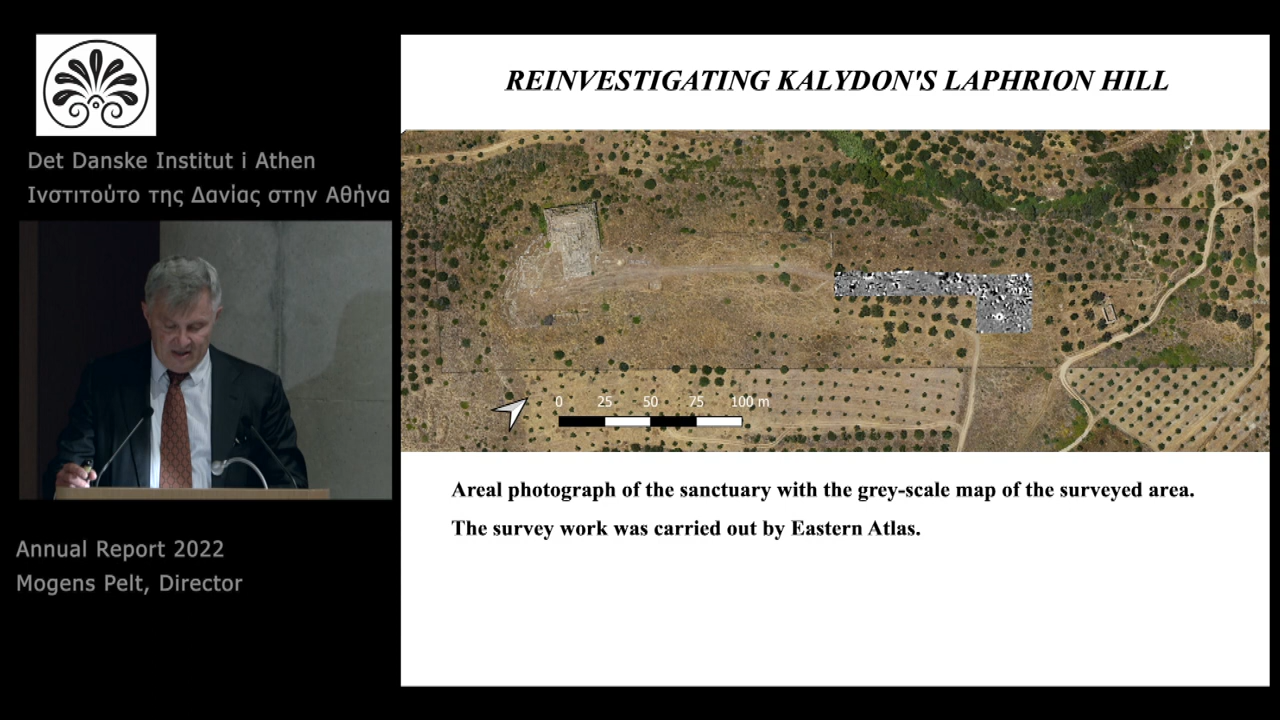 Det Danske Institut i Athen
Ινστιτούτο της Δανίας στην Αθήνα
REINVESTIGATING KALYDON'S LAPHRION HILL
0 25 50 75 100 m
Areal photograph of the sanctuary with the grey-scale map of the surveyed area.
The survey work was carried out by Eastern Atlas.
Annual Report 2022
Mogens Pelt, Director